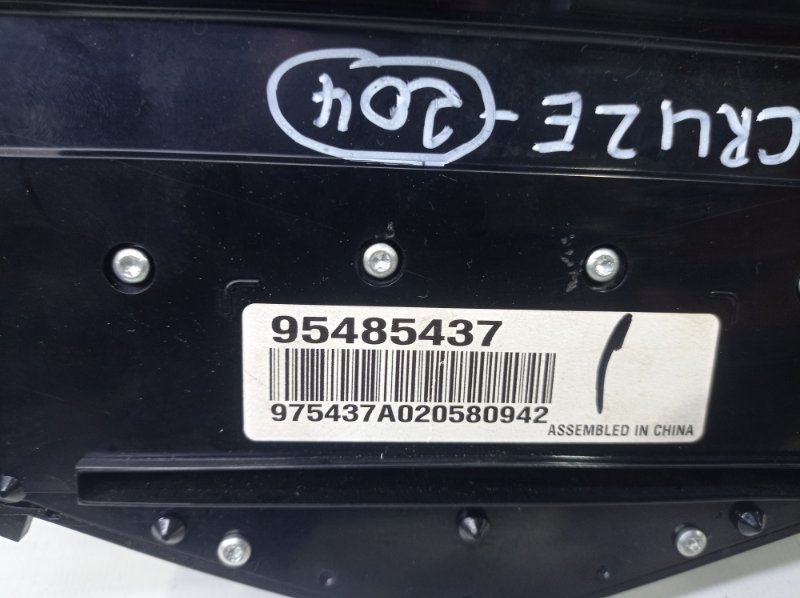 CRUZE-204
95485437
975437A020580942
ASSEMBLED IN CHINA